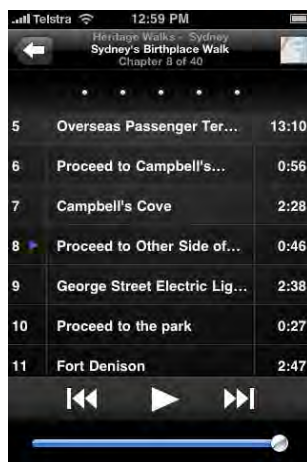 Telstra 12:59 PM
Heritage Walks - Sydney
Sydney's Birthplace Walk
Chapter 8 of 40
5 Overseas Passenger Ter... 13:10
6 Proceed to Campbell's... 0:56
7 Campbell's Cove 2:28
8 Proceed to Other Side of... 0:46
9 George Street Electric Lig... 2:38
10 Proceed to the park 0:27
11 Fort Denison 2:47